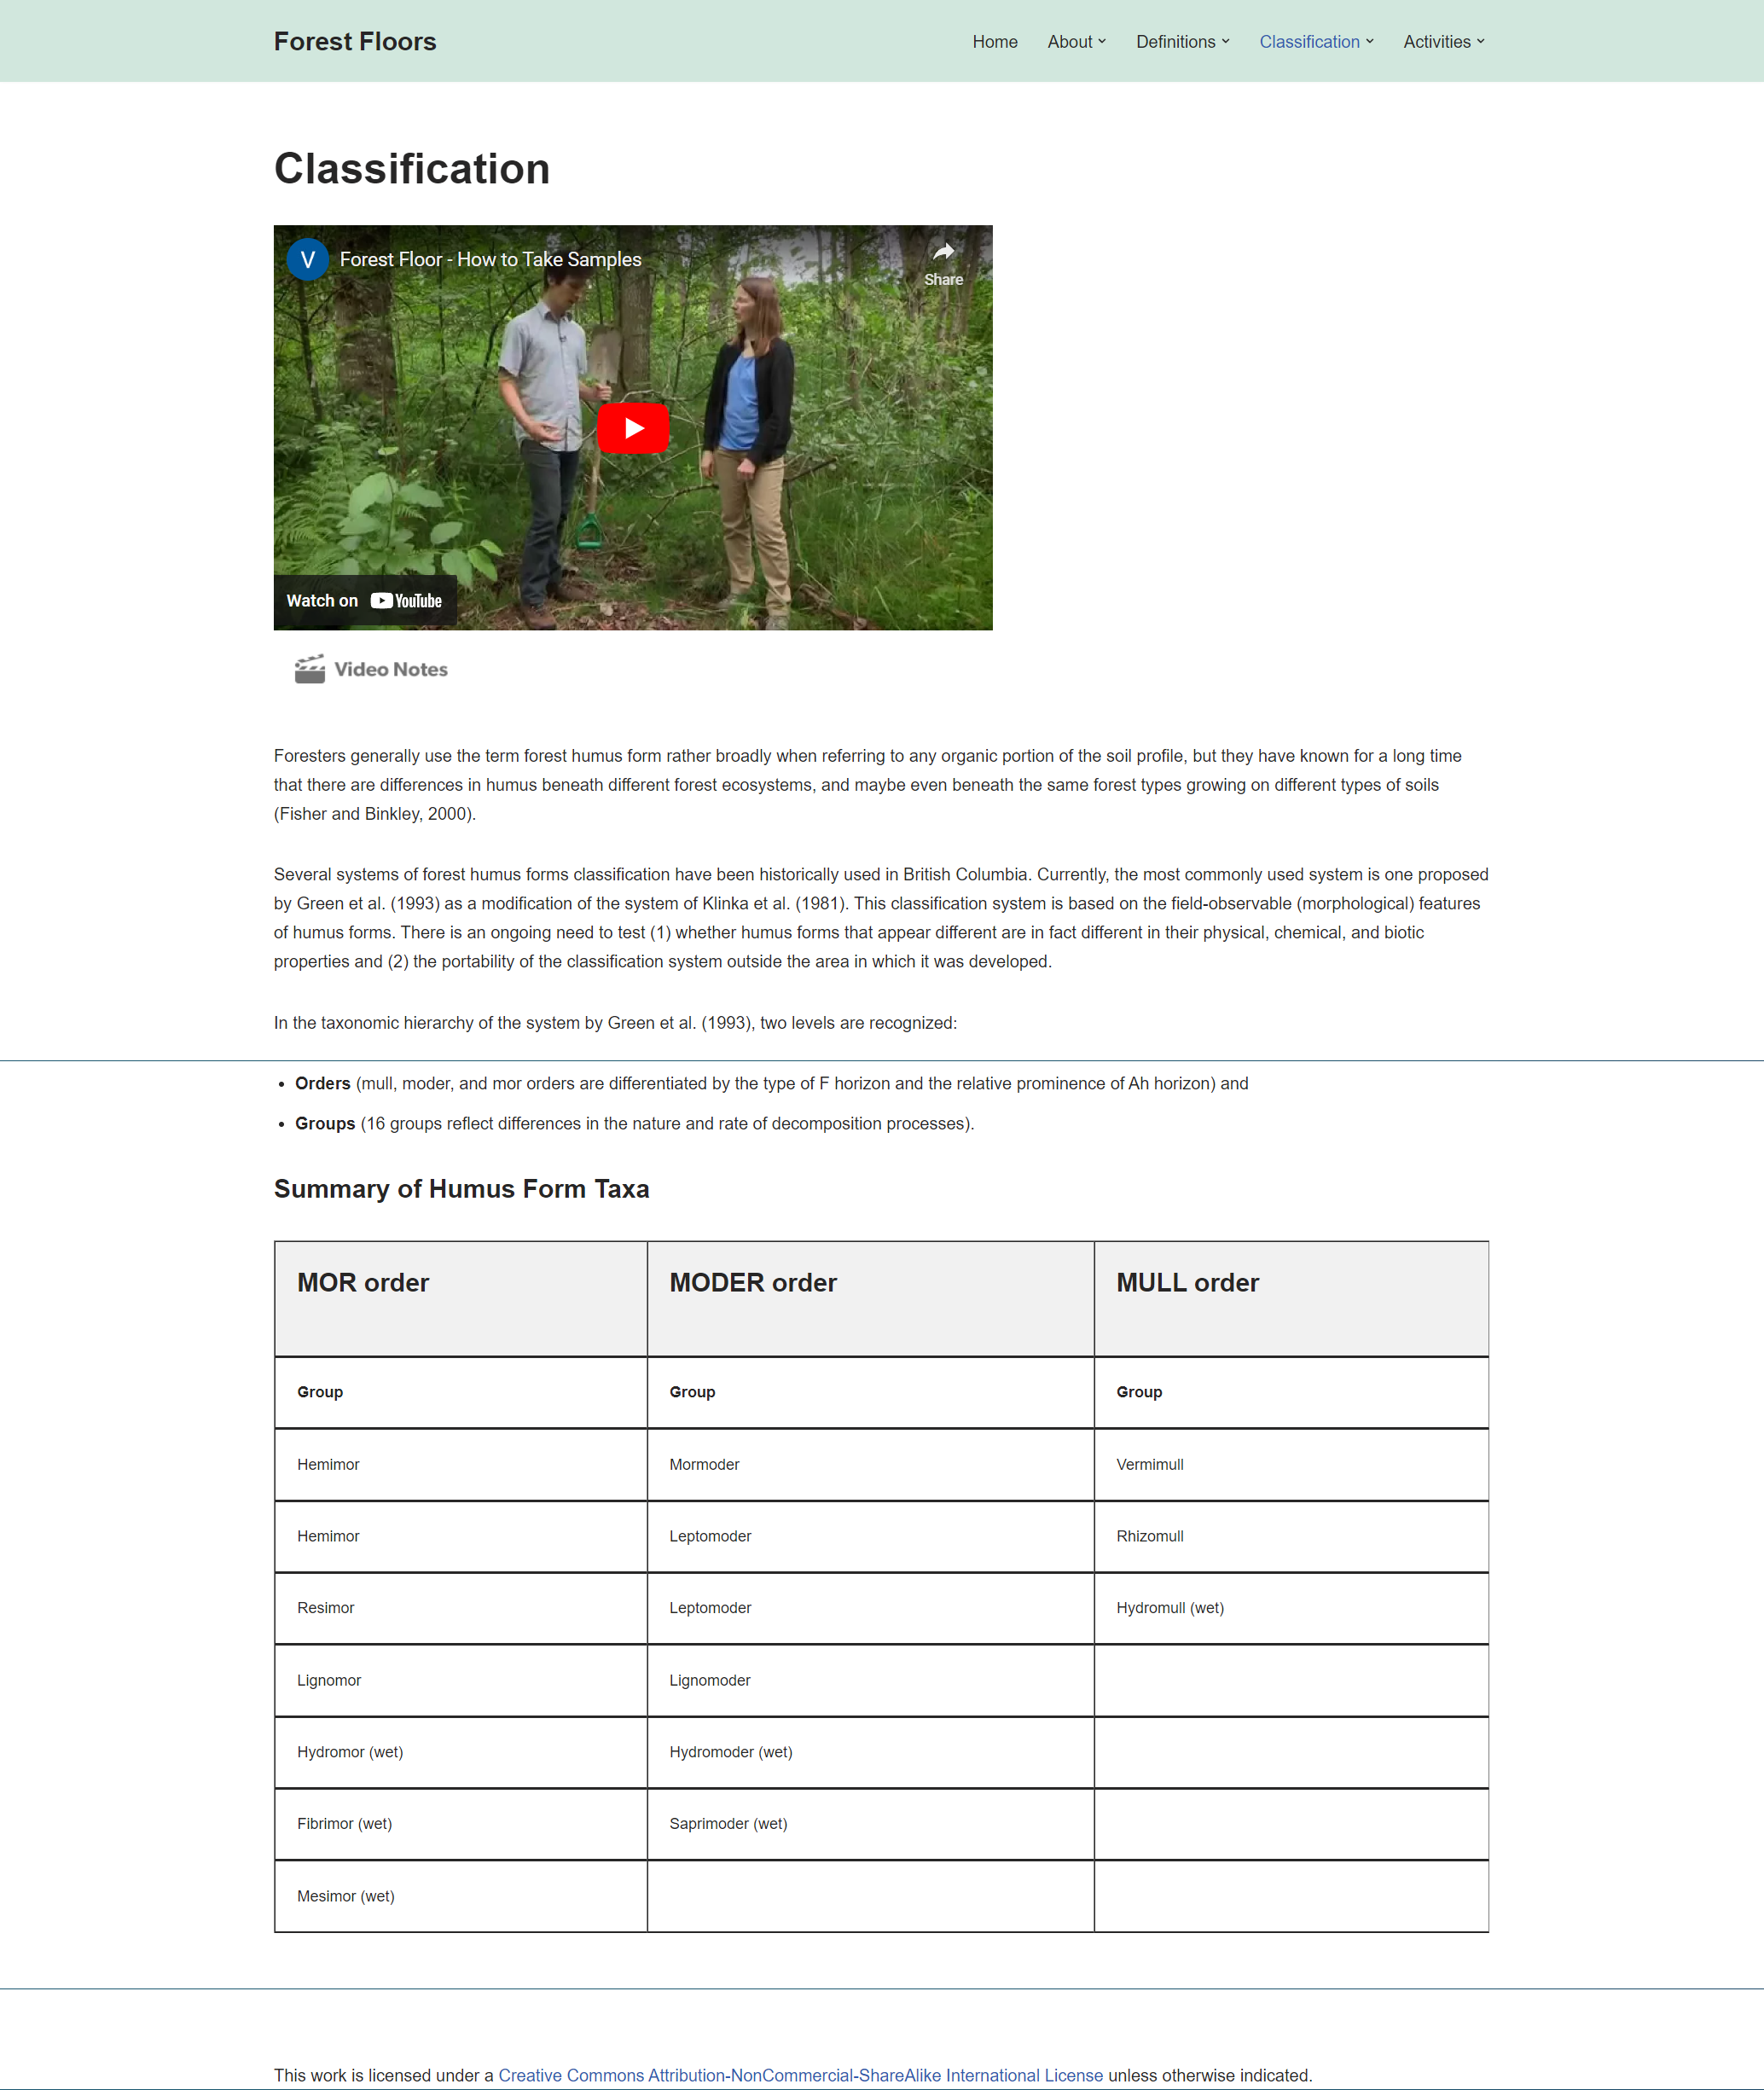 Forest Floors
Home About Definitions Classification Activities
Classification
V Forest Floor - How to Take Samples
Share
Watch on YouTube
Video Notes
Foresters generally use the term forest humus form rather broadly when referring to any organic portion of the soil profile, but they have known for a long time
that there are differences in humus beneath different forest ecosystems, and maybe even beneath the same forest types growing on different types of soils
(Fisher and Binkley, 2000).
Several systems of forest humus forms classification have been historically used in British Columbia. Currently, the most commonly used system is one proposed
by Green et al. (1993) as a modification of the system of Klinka et al. (1981). This classification system is based on the field-observable (morphological) features
of humus forms. There is an ongoing need to test (1) whether humus forms that appear different are in fact different in their physical, chemical, and biotic
properties and (2) the portability of the classification system outside the area in which it was developed.
In the taxonomic hierarchy of the system by Green et al. (1993), two levels are recognized:
• Orders (mull, moder, and mor orders are differentiated by the type of F horizon and the relative prominence of Ah horizon) and
• Groups (16 groups reflect differences in the nature and rate of decomposition processes).
Summary of Humus Form Taxa
MOR order MODER order MULL order
Group Group Group
Hemimor Mormoder Vermimull
Hemimor Leptomoder Rhizomull
Resimor Leptomoder Hydromull (wet)
Lignomor Lignomoder
Hydromor (wet) Hydromoder (wet)
Fibrimor (wet) Saprimoder (wet)
Mesimor (wet)
This work is licensed under a Creative Commons Attribution-NonCommercial-ShareAlike International License unless otherwise indicated.